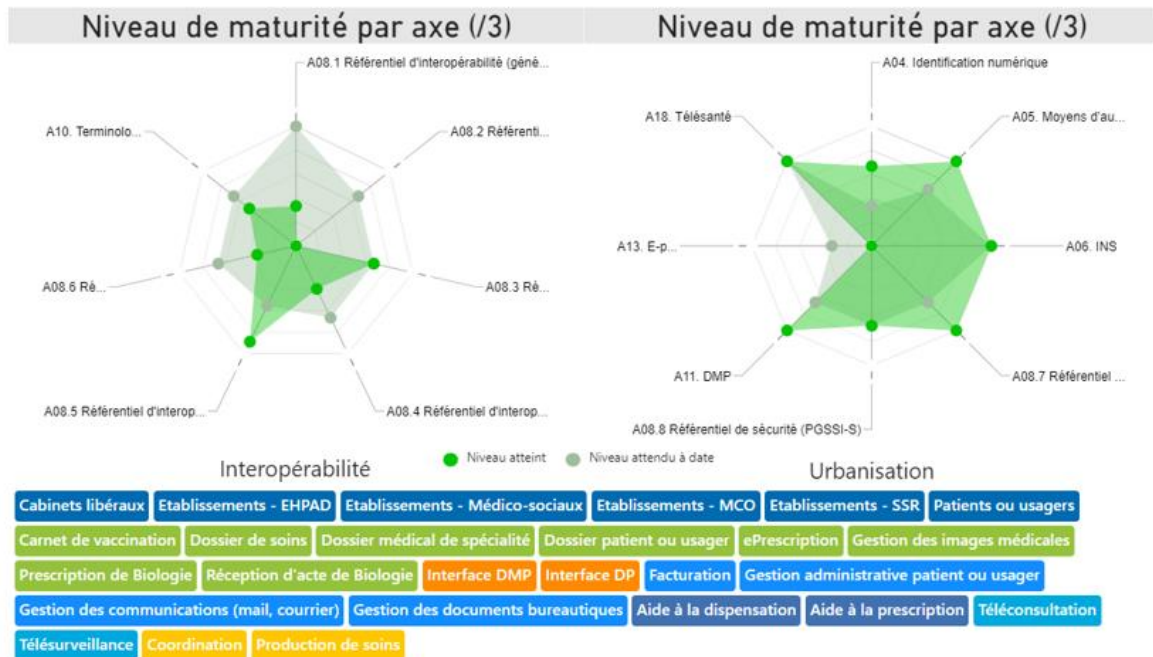 Niveau de maturité par axe (/3)
Niveau de maturité par axe (/3)
A08.1 Référentiel d'interopérabilité (géné...
A10. Terminolo...
A08.2 Référenti...
A08.6 Ré...
A08.3 Ré...
A08.5 Référentiel d'interop...
A08.4 Référentiel d'interop...
A04. Identification numérique
A18. Télésanté
A05. Moyens d'au...
A13. E-p...
A06. INS
A11. DMP
A08.7 Référentiel ...
A08.8 Référentiel de sécurité (PGSSI-S)
Interopérabilité
Niveau atteint
Niveau attendu à date
Urbanisation
Cabinets libéraux Etablissements - EHPAD Etablissements - Médico-sociaux Etablissements - MCO Etablissements - SSR Patients ou usagers
Carnet de vaccination Dossier de soins Dossier médical de spécialité Dossier patient ou usager ePrescription Gestion des images médicales
Prescription de Biologie Réception d'acte de Biologie Interface DMP Interface DP Facturation Gestion administrative patient ou usager
Gestion des communications (mail, courrier) Gestion des documents bureautiques Aide à la dispensation Aide à la prescription Téléconsultation
Télésurveillance Coordination Production de soins